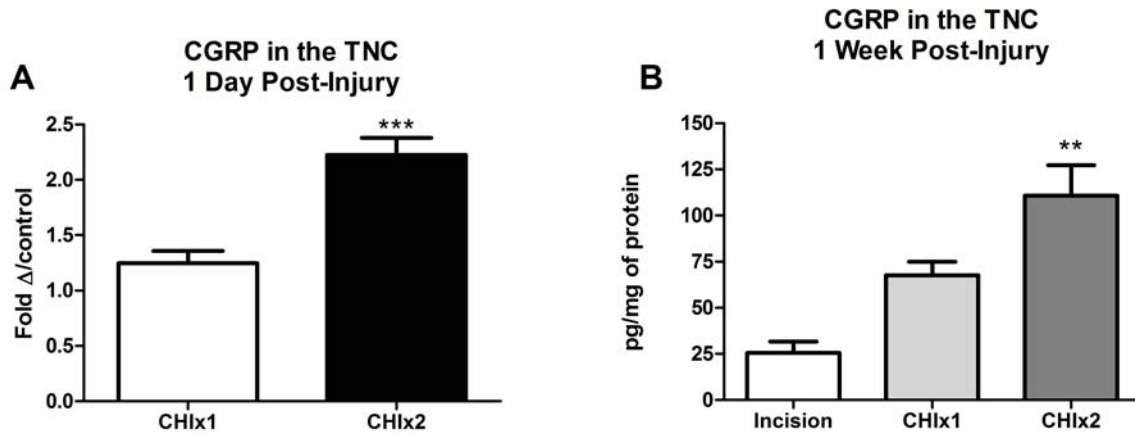 A
CGRP in the TNC
1 Day Post-Injury
Fold Δ/control
2.5
2.0
1.5
1.0
0.5
0.0
***
CHIx1
CHIx2
B
CGRP in the TNC
1 Week Post-Injury
pg/mg of protein
150
125
100
75
50
25
0
**
Incision
CHIx1
CHIx2